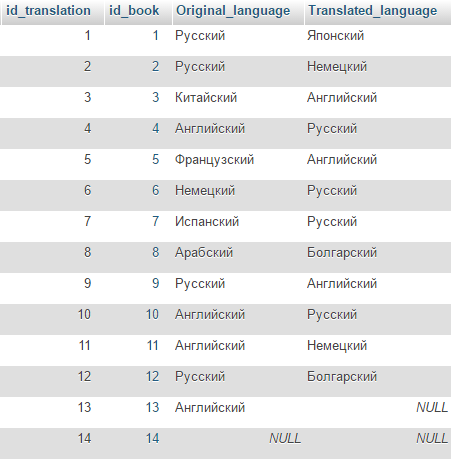 id_translation id_book Original_language Translated_language
1 1 Русский Японский
2 2 Русский Немецкий
3 3 Китайский Английский
4 4 Английский Русский
5 5 Французский Английский
6 6 Немецкий Русский
7 7 Испанский Русский
8 8 Арабский Болгарский
9 9 Русский Английский
10 10 Английский Русский
11 11 Английский Немецкий
12 12 Русский Болгарский
13 13 Английский NULL
14 14 NULL NULL